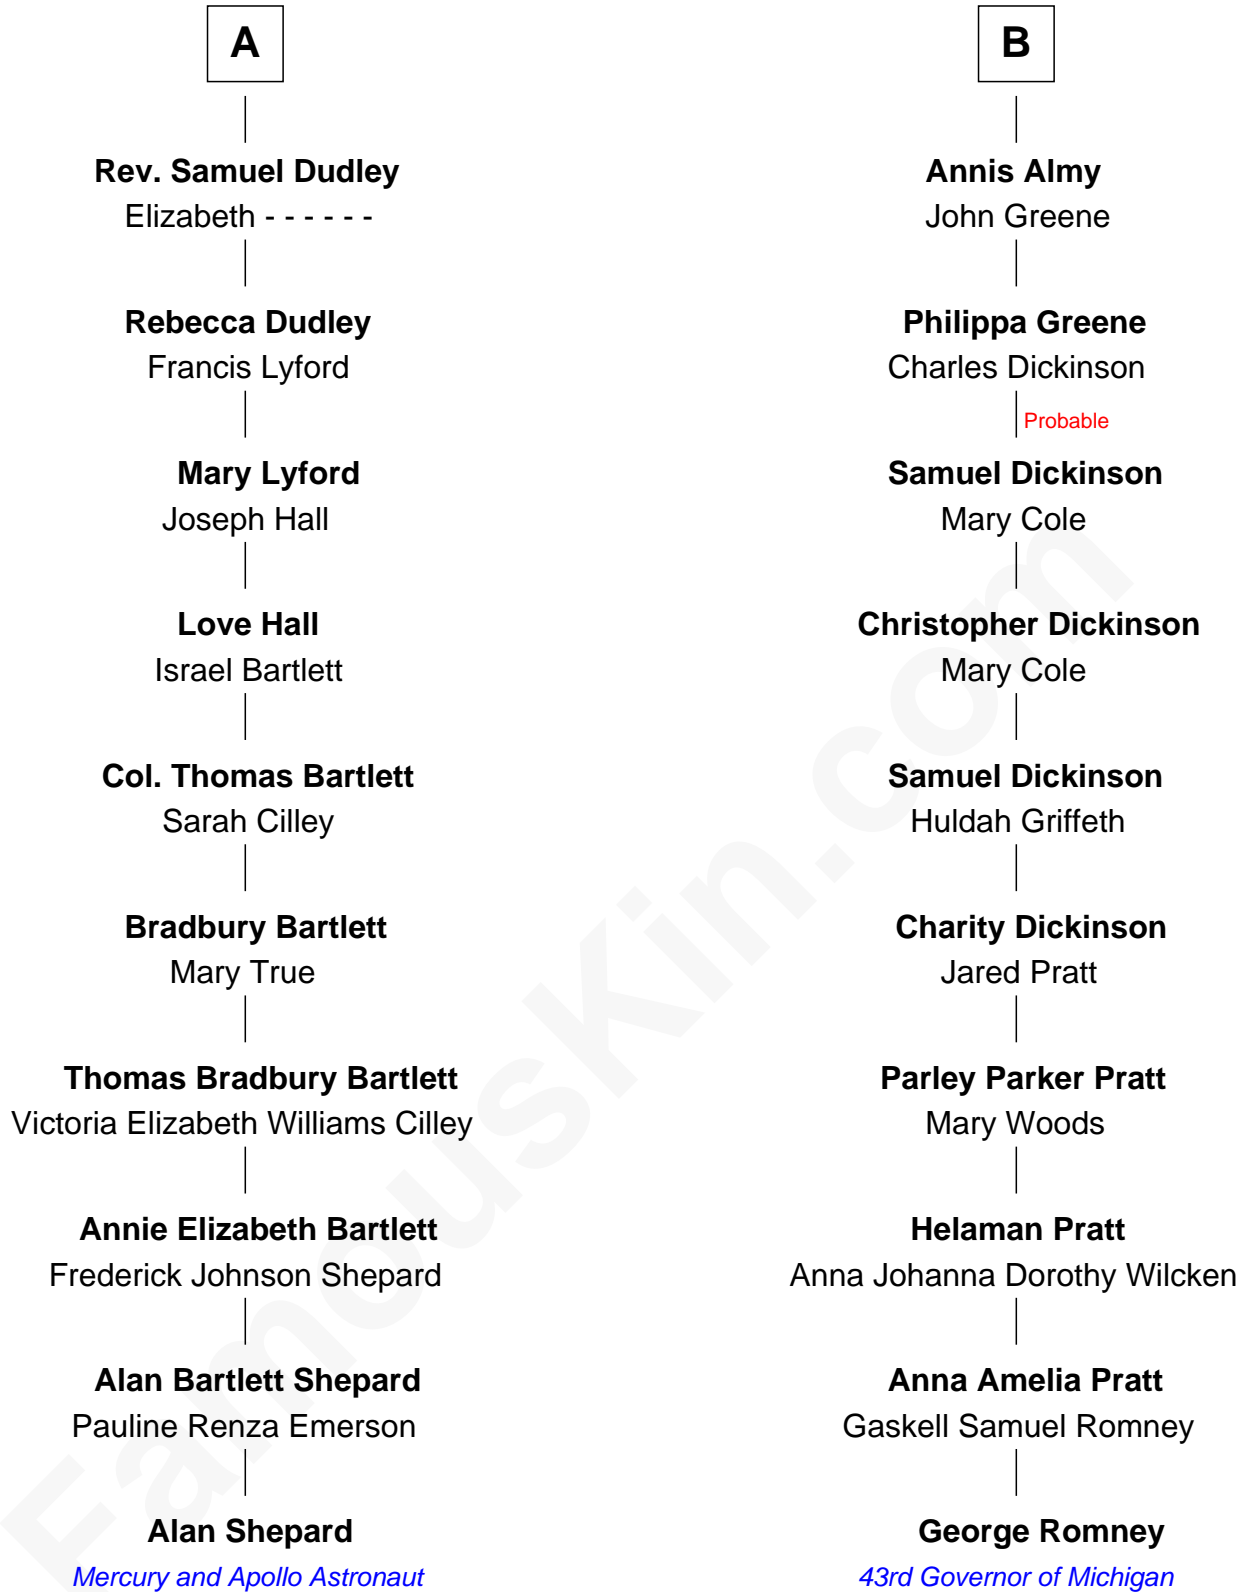 A
Rev. Samuel Dudley
Elizabeth - - - - - -
Rebecca Dudley
Francis Lyford
Mary Lyford
Joseph Hall
Love Hall
Israel Bartlett
Col. Thomas Bartlett
Sarah Cilley
Bradbury Bartlett
Mary True
Thomas Bradbury Bartlett
Victoria Elizabeth Williams Cilley
Annie Elizabeth Bartlett
Frederick Johnson Shepard
Alan Bartlett Shepard
Pauline Renza Emerson
Alan Shepard
Mercury and Apollo Astronaut
B
Annis Almy
John Greene
Philippa Greene
Charles Dickinson
Probable
Samuel Dickinson
Mary Cole
Christopher Dickinson
Mary Cole
Samuel Dickinson
Huldah Griffeth
Charity Dickinson
Jared Pratt
Parley Parker Pratt
Mary Woods
Helaman Pratt
Anna Johanna Dorothy Wilcken
Anna Amelia Pratt
Gaskell Samuel Romney
George Romney
43rd Governor of Michigan
FamousKin.com